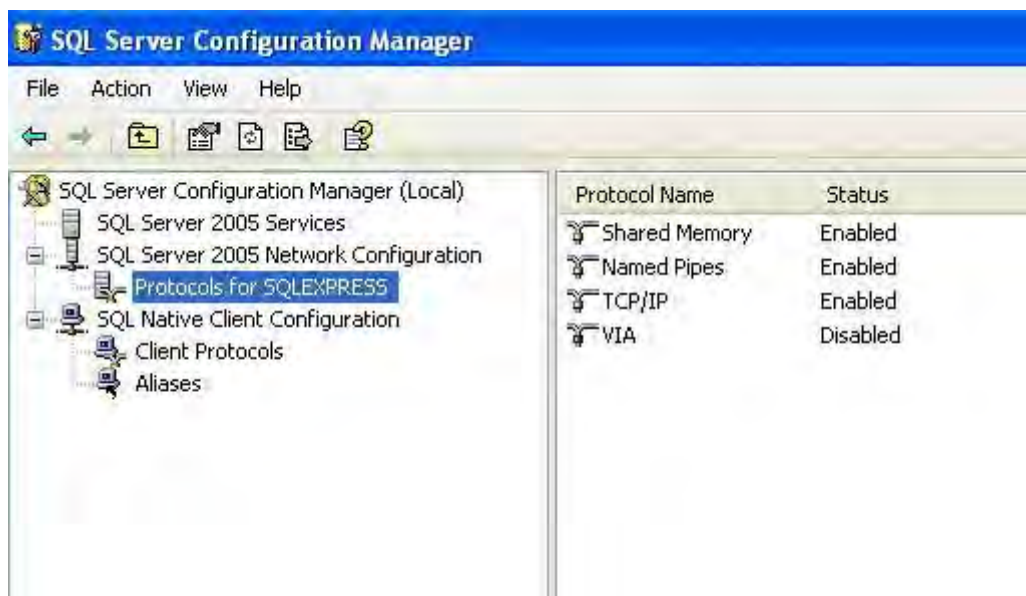 SQL Server Configuration Manager
File Action View Help
SQL Server Configuration Manager (Local)
SQL Server 2005 Services
SQL Server 2005 Network Configuration
Protocols for SQLEXPRESS
SQL Native Client Configuration
Client Protocols
Aliases
Protocol Name Status
Shared Memory Enabled
Named Pipes Enabled
TCP/IP Enabled
VIA Disabled